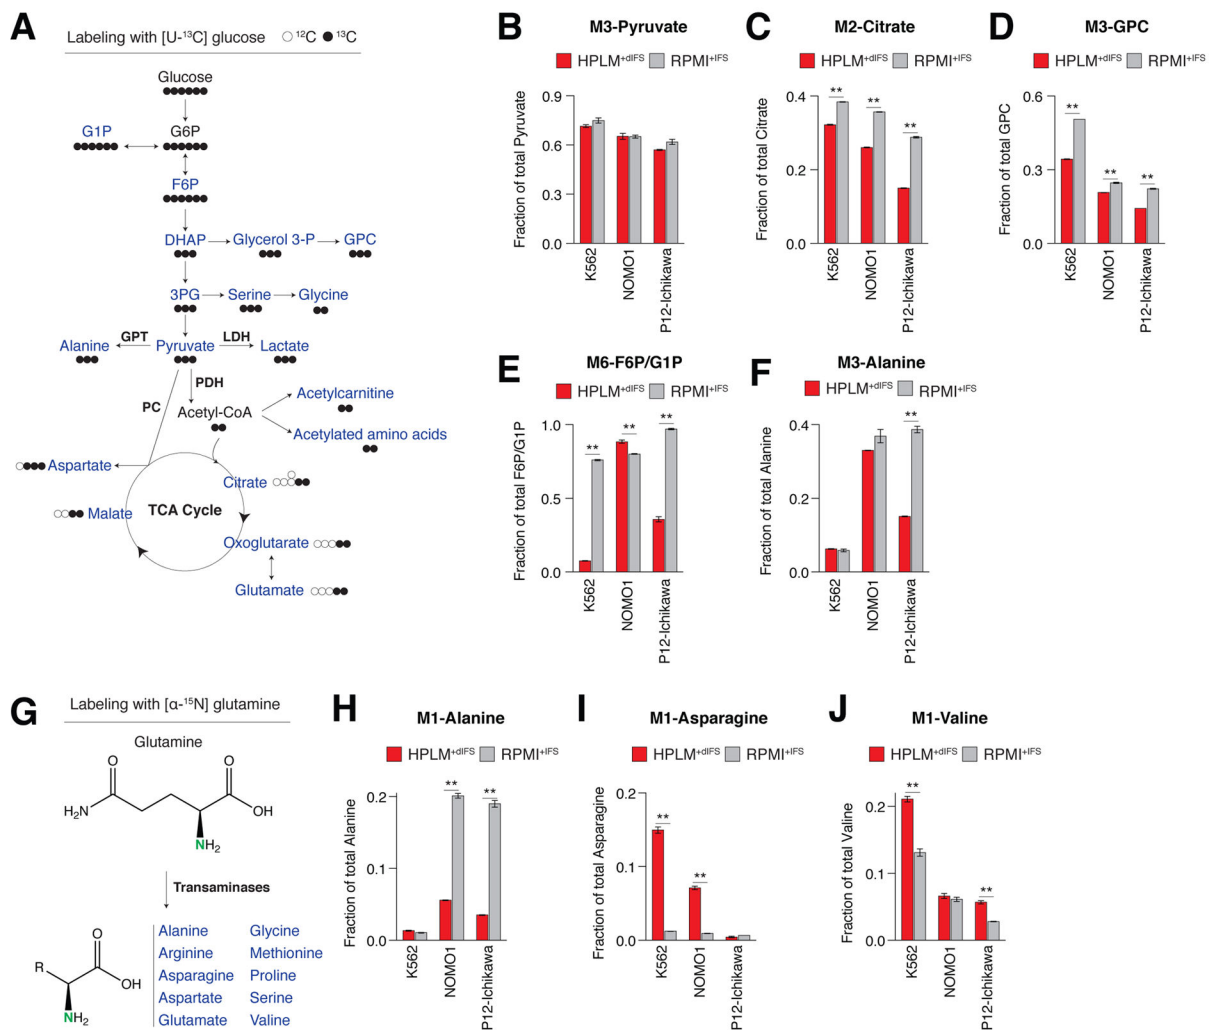 A
Labeling with [U-¹³C] glucose ¹²C ¹³C
Glucose
G1P
G6P
F6P
DHAP Glycerol 3-P GPC
3PG Serine Glycine
GPT LDH
Alanine Pyruvate Lactate
PDH
PC
Acetyl-CoA
Acetylcarnitine
Acetylated amino acids
Aspartate
Citrate
Malate
TCA Cycle
Oxoglutarate
Glutamate
B
M3-Pyruvate
HPLM+dIFS RPMI+IFS
Fraction of total Pyruvate
0.9
0.6
0.3
0.0
K562
NOMO1
P12-Ichikawa
C
M2-Citrate
HPLM+dIFS RPMI+IFS
Fraction of total Citrate
0.4
0.2
0.0
**
**
**
K562
NOMO1
P12-Ichikawa
D
M3-GPC
HPLM+dIFS RPMI+IFS
Fraction of total GPC
0.6
0.3
0.0
**
**
**
K562
NOMO1
P12-Ichikawa
E
M6-F6P/G1P
HPLM+dIFS RPMI+IFS
Fraction of total F6P/G1P
1.0
0.5
0.0
**
**
**
K562
NOMO1
P12-Ichikawa
F
M3-Alanine
HPLM+dIFS RPMI+IFS
Fraction of total Alanine
0.4
0.2
0.0
**
K562
NOMO1
P12-Ichikawa
G
Labeling with [α-¹⁵N] glutamine
Glutamine
O
O
H₂N
OH
NH₂
Transaminases
O
R
OH
NH₂
Alanine Glycine
Arginine Methionine
Asparagine Proline
Aspartate Serine
Glutamate Valine
H
M1-Alanine
HPLM+dIFS RPMI+IFS
Fraction of total Alanine
0.2
0.1
0.0
**
**
K562
NOMO1
P12-Ichikawa
I
M1-Asparagine
HPLM+dIFS RPMI+IFS
Fraction of total Asparagine
0.2
0.1
0.0
**
**
K562
NOMO1
P12-Ichikawa
J
M1-Valine
HPLM+dIFS RPMI+IFS
Fraction of total Valine
0.2
0.1
0.0
**
**
K562
NOMO1
P12-Ichikawa